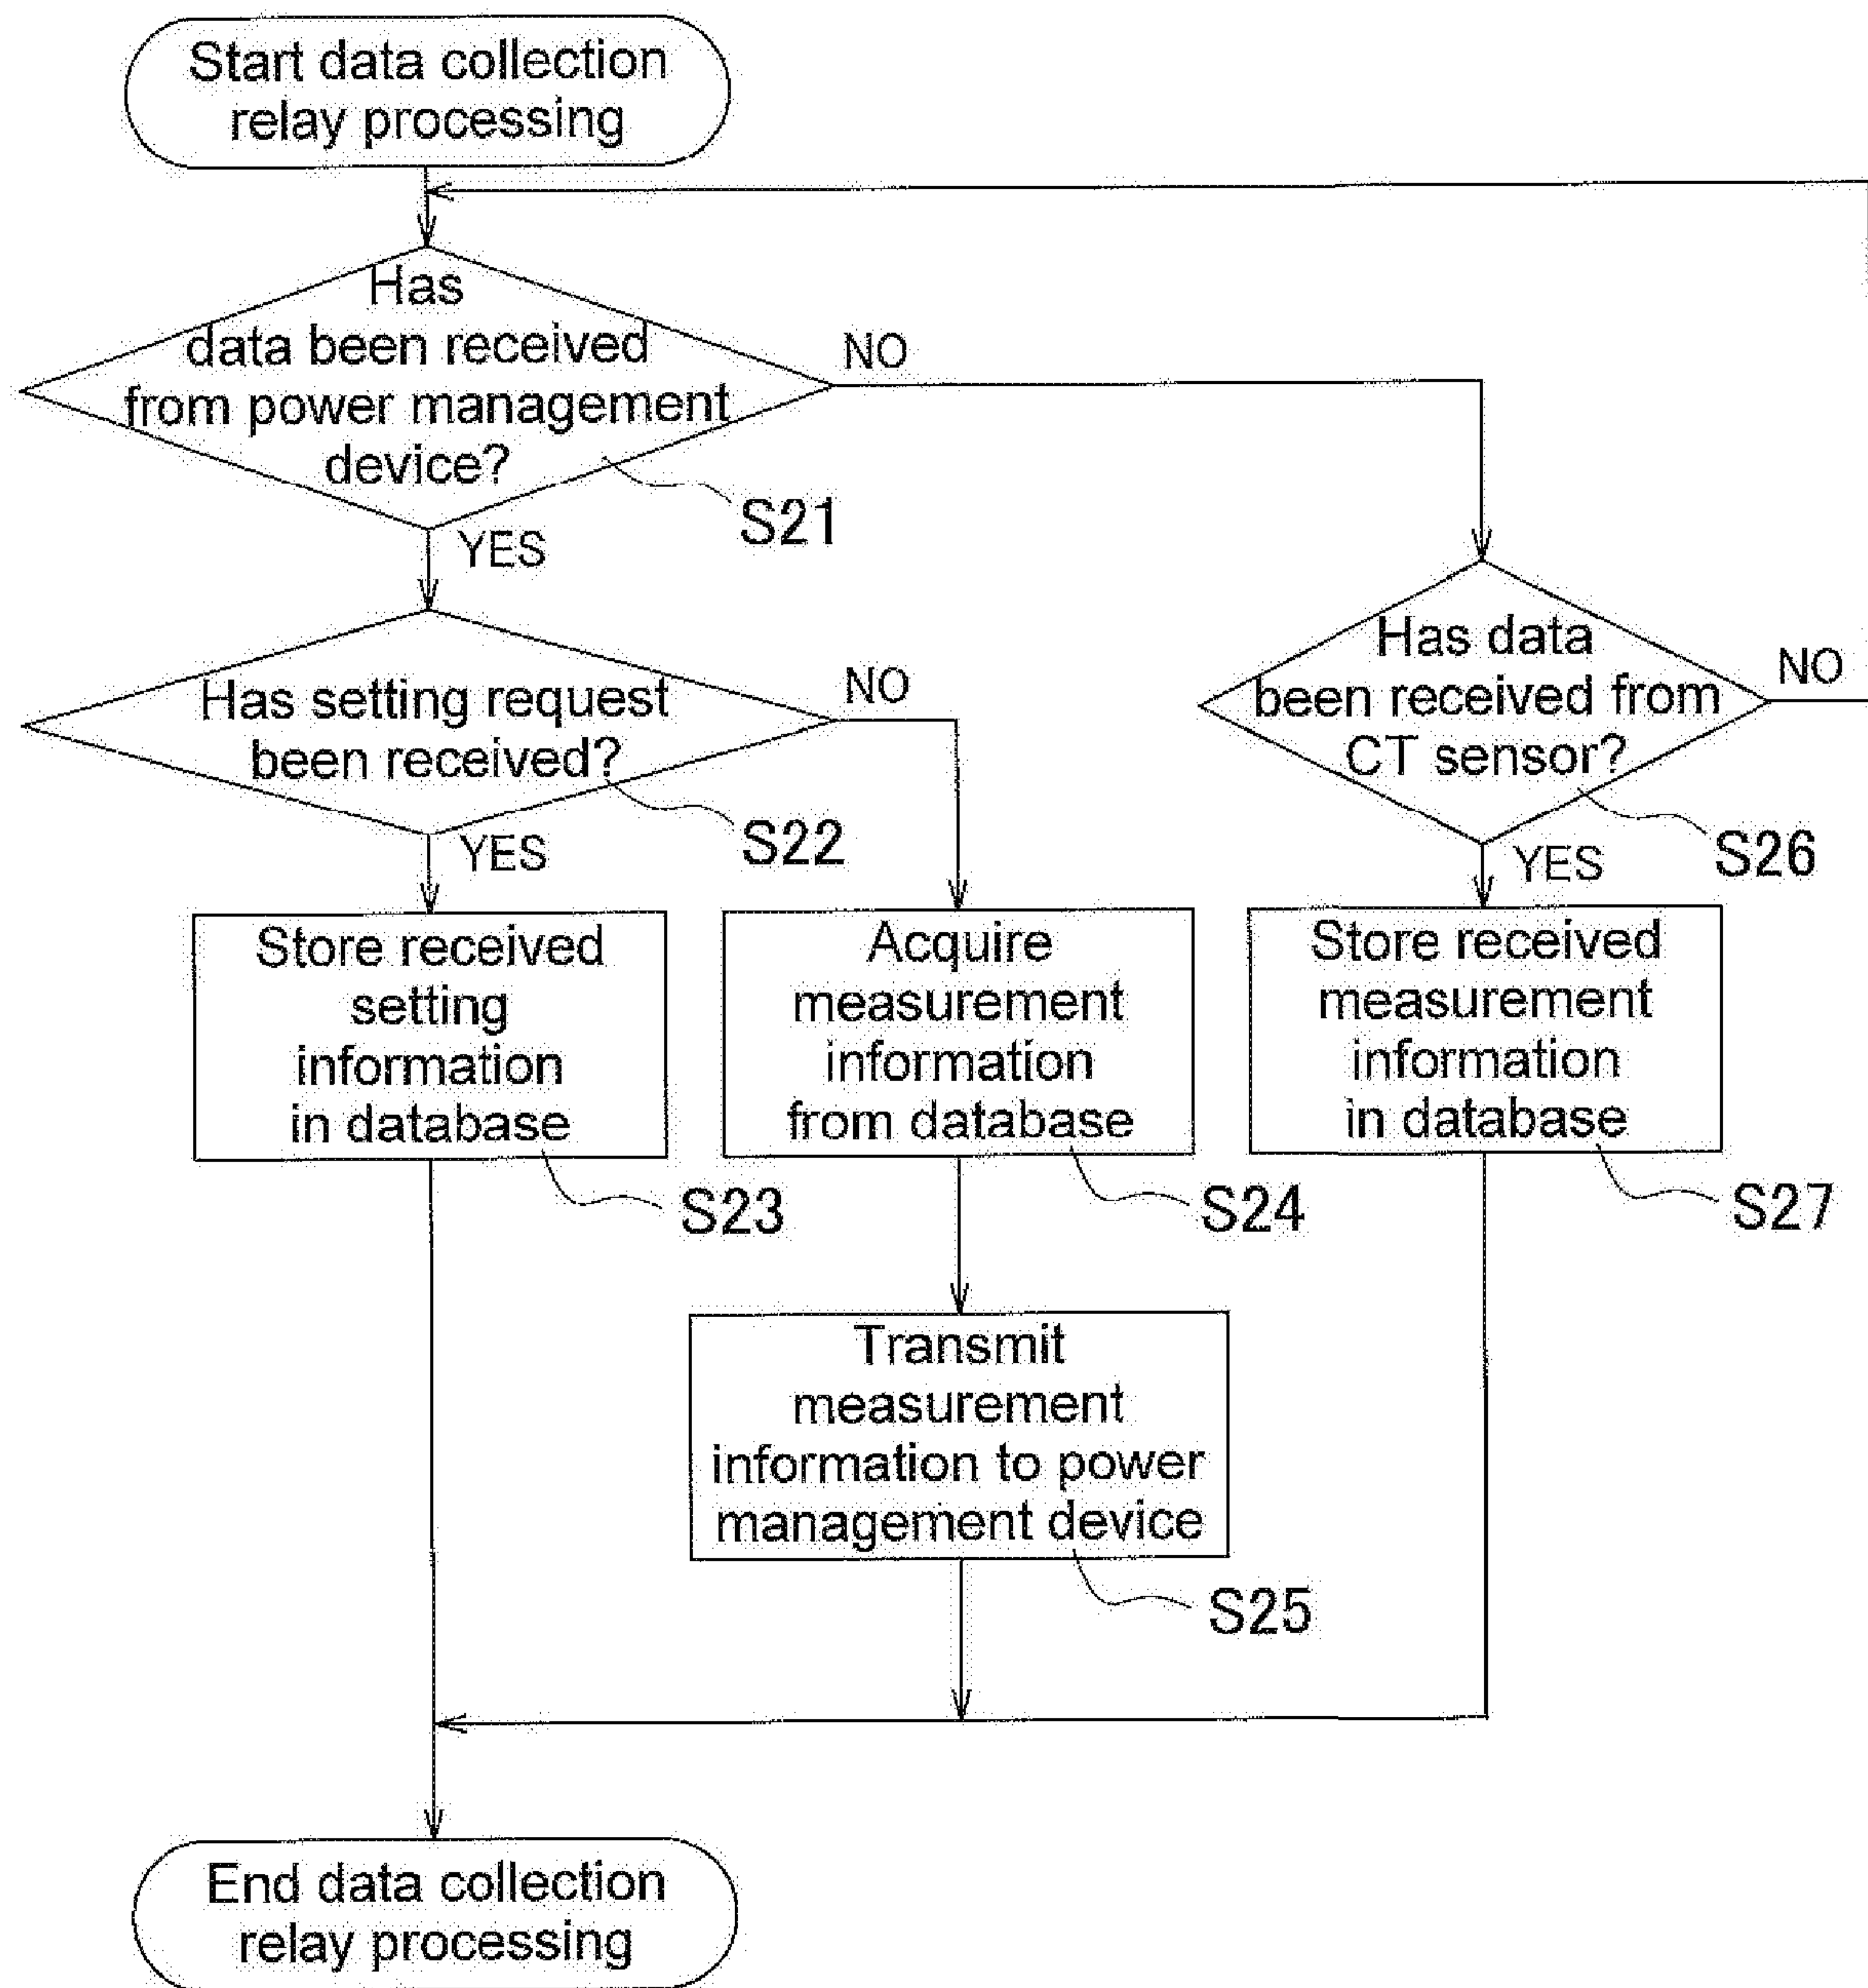 Start data collection
relay processing
Has
data been received
from power management
device?
NO
S21
YES
Has setting request
been received?
NO
S22
YES
Has data
been received from
CT sensor?
NO
S26
YES
Store received
setting
information
in database
S23
Acquire
measurement
information
from database
S24
Store received
measurement
information
in database
S27
Transmit
measurement
information to power
management device
S25
End data collection
relay processing